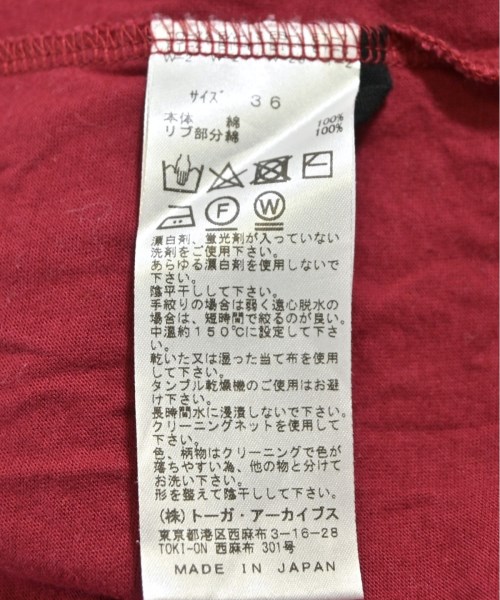 サイズ 36
本体 綿 100%
リブ部分綿 100%
F W
漂白剤、蛍光剤が入っていない
洗剤をご使用下さい。
あらゆる漂白剤を使用しないで
下さい。
陰平干しして下さい。
手絞りの場合は弱く遠心脱水の
場合は、短時間で絞るのが良い。
中温約150℃に設定して下さ
い。
乾いた又は湿った当て布を使用
して下さい。
タンブル乾燥機のご使用はお避
け下さい。
長時間水に浸漬しないで下さい。
クリーニングネットを使用して
下さい。
色、柄物はクリーニングで色が
落ちやすい為、他の物と分けて
お洗い下さい。
形を整えて陰干しして下さい。
(株)トーガ・アーカイブス
東京都港区西麻布3-16-28
TOKI-ON 西麻布 301号
MADE IN JAPAN